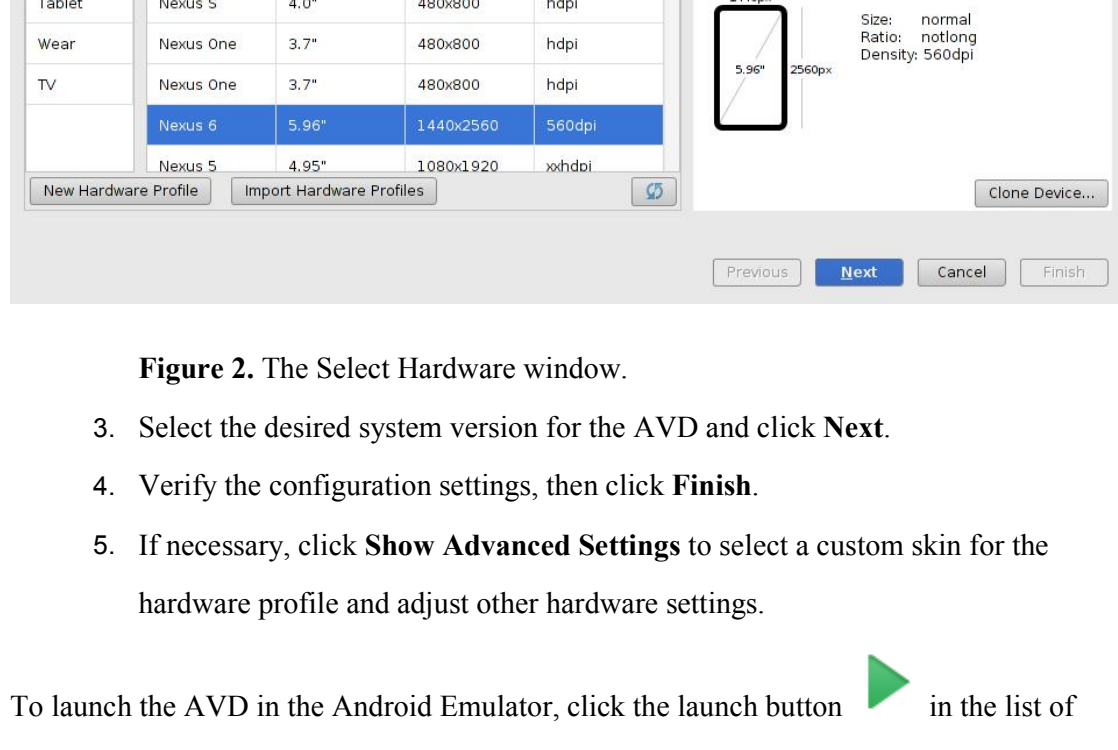 Tablet Nexus S 4.0" 480x800 hdpi
Wear Nexus One 3.7" 480x800 hdpi
TV Nexus One 3.7" 480x800 hdpi
Nexus 6 5.96" 1440x2560 560dpi
Nexus 5 4.95" 1080x1920 xxhdpi
New Hardware Profile Import Hardware Profiles
1440px
5.96" 2560px
Size: normal
Ratio: notlong
Density: 560dpi
Clone Device...
Previous Next Cancel Finish
Figure 2. The Select Hardware window.
3. Select the desired system version for the AVD and click Next.
4. Verify the configuration settings, then click Finish.
5. If necessary, click Show Advanced Settings to select a custom skin for the
hardware profile and adjust other hardware settings.
To launch the AVD in the Android Emulator, click the launch button in the list of